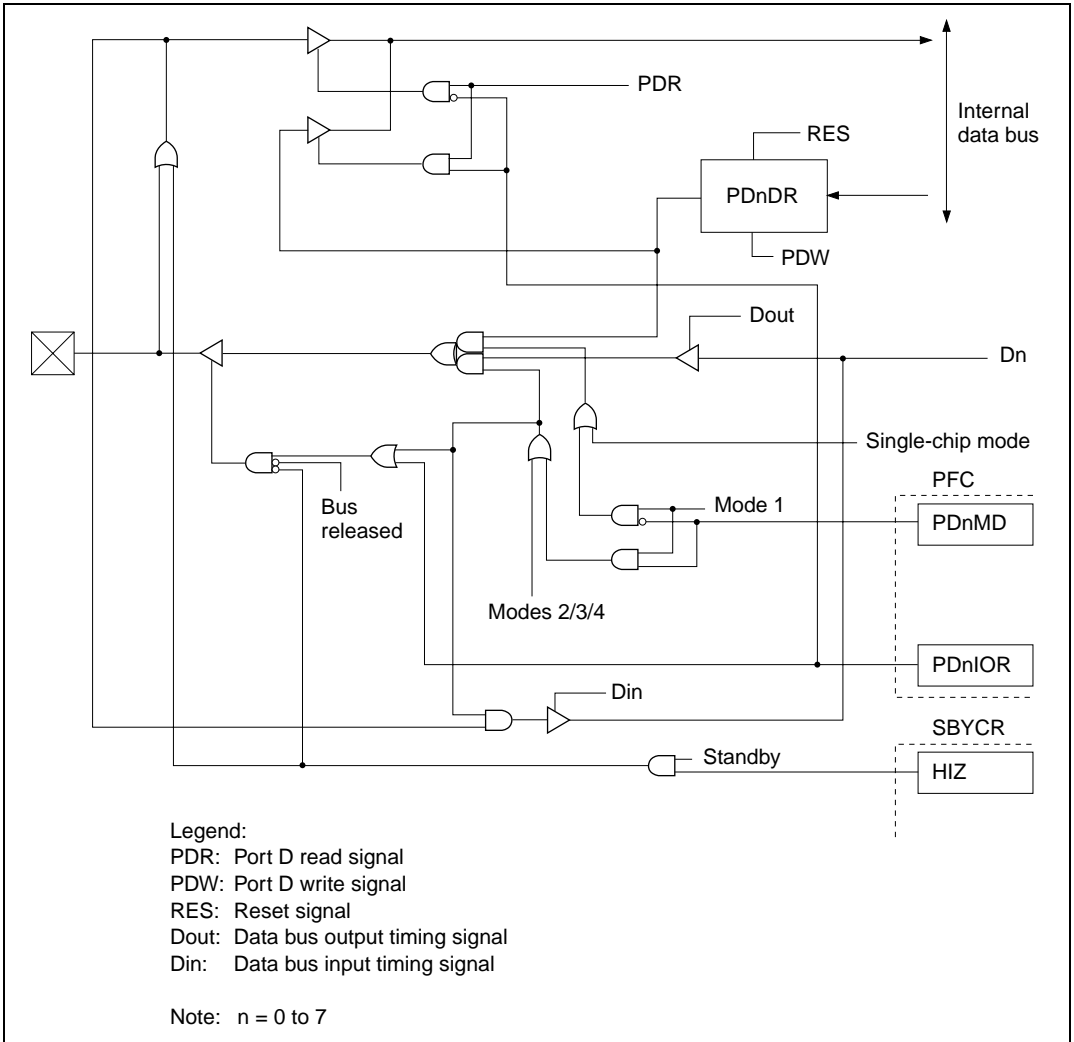 PDR
Internal
data bus
RES
PDnDR
PDW
Dout
Dn
Single-chip mode
PFC
Bus
released
Mode 1
PDnMD
Modes 2/3/4
PDnIOR
Din
SBYCR
Standby
HIZ
Legend:
PDR: Port D read signal
PDW: Port D write signal
RES: Reset signal
Dout: Data bus output timing signal
Din: Data bus input timing signal
Note: n = 0 to 7